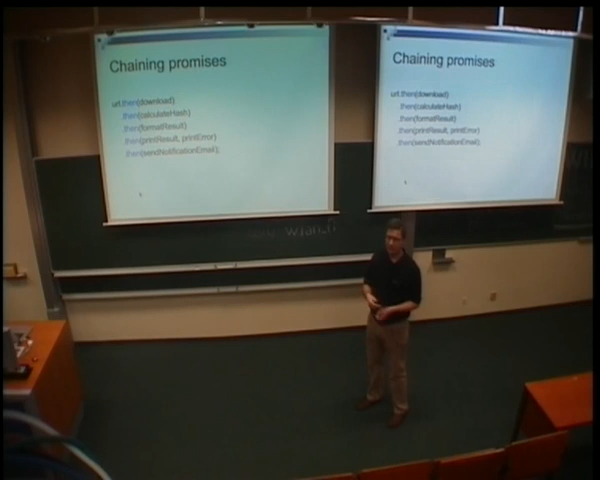 Chaining promises
url.then(download)
.then(calculateHash)
.then(formatResult)
.then(printResult, printError)
.then(sendNotificationEmail);
Chaining promises
url.then(download)
.then(calculateHash)
.then(formatResult)
.then(printResult, printError)
.then(sendNotificationEmail);